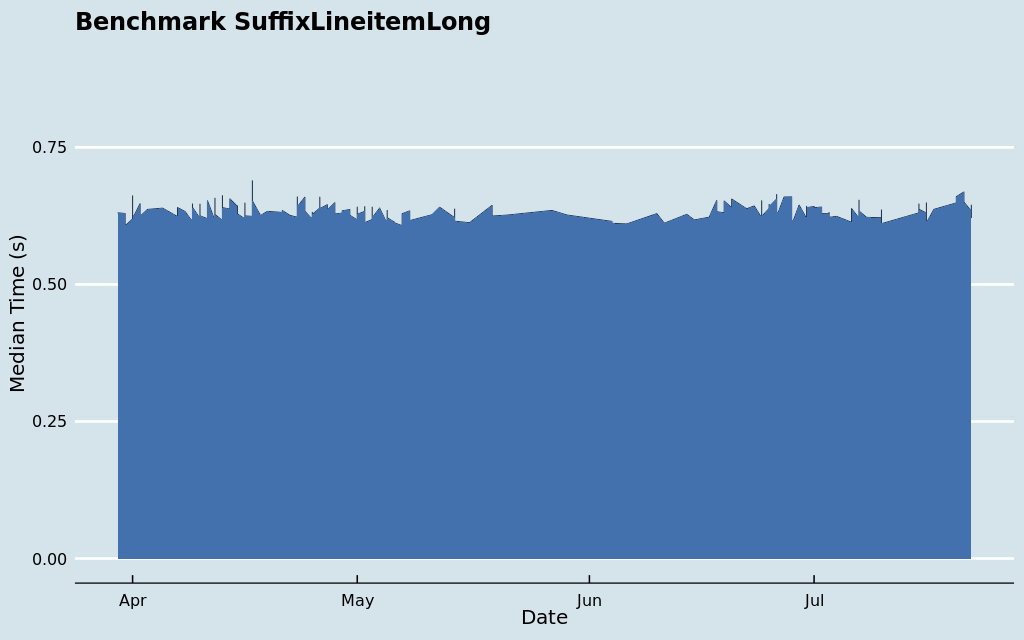 Benchmark SuffixLineitemLong
0.75
0.50
0.25
0.00
Median Time (s)
Apr
May
Jun
Jul
Date